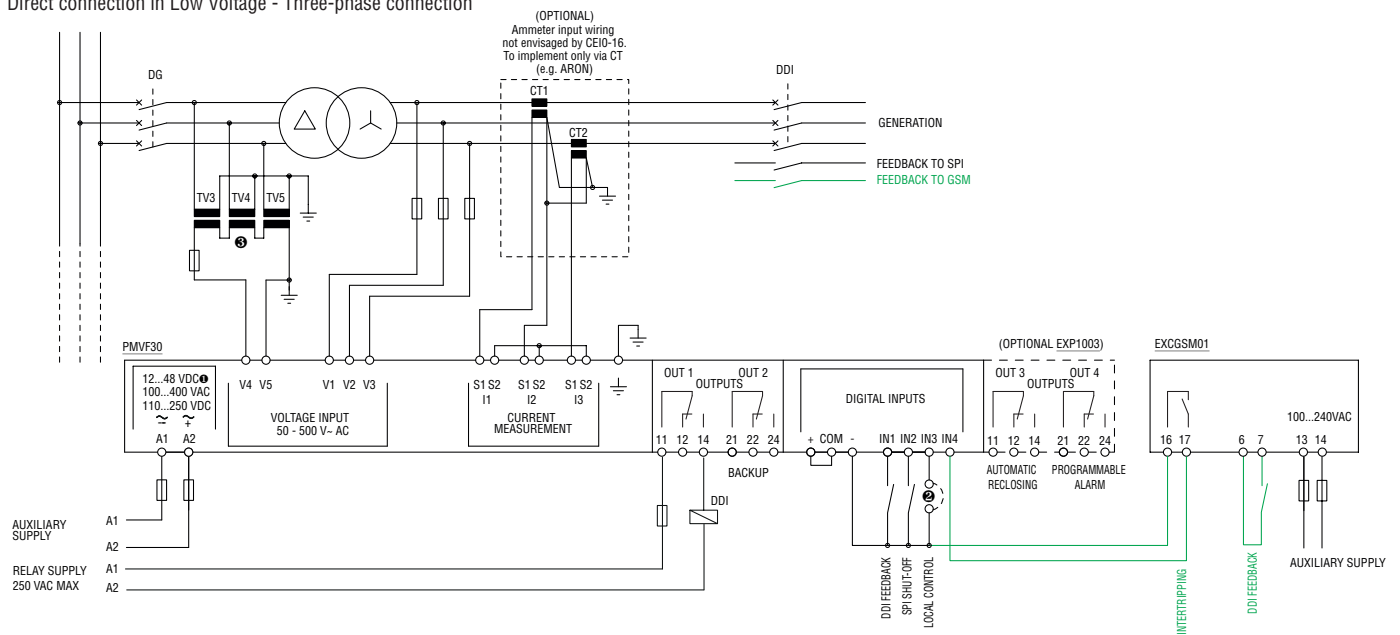 Direct connection in Low Voltage - Three-phase connection
(OPTIONAL)
Ammeter input wiring
not envisaged by CEI0-16.
To implement only via CT
(e.g. ARON)
DG
DDI
CT1
CT2
GENERATION
FEEDBACK TO SPI
FEEDBACK TO GSM
TV3 TV4 TV5
❸
PMVF30
(OPTIONAL EXP1003)
EXCGSM01
12...48 VDC❶
100...400 VAC
110...250 VDC
~ ~
- +
A1 A2
V4 V5 V1 V2 V3
VOLTAGE INPUT
50 - 500 V~ AC
S1 S2 S1 S2 S1 S2
I1 I2 I3
CURRENT
MEASUREMENT
OUT 1 OUT 2
OUTPUTS
11 12 14 21 22 24
BACKUP
DDI
DIGITAL INPUTS
+ COM - IN1 IN2 IN3 IN4
❷
OUT 3 OUT 4
OUTPUTS
11 12 14 21 22 24
AUTOMATIC
RECLOSING
PROGRAMMABLE
ALARM
100...240VAC
16 17 6 7 13 14
AUXILIARY
SUPPLY
A1
A2
RELAY SUPPLY
250 VAC MAX
A1
A2
DDI FEEDBACK
SPI SHUT-OFF
LOCAL CONTROL
INTERTRIPPING
DDI FEEDBACK
AUXILIARY SUPPLY